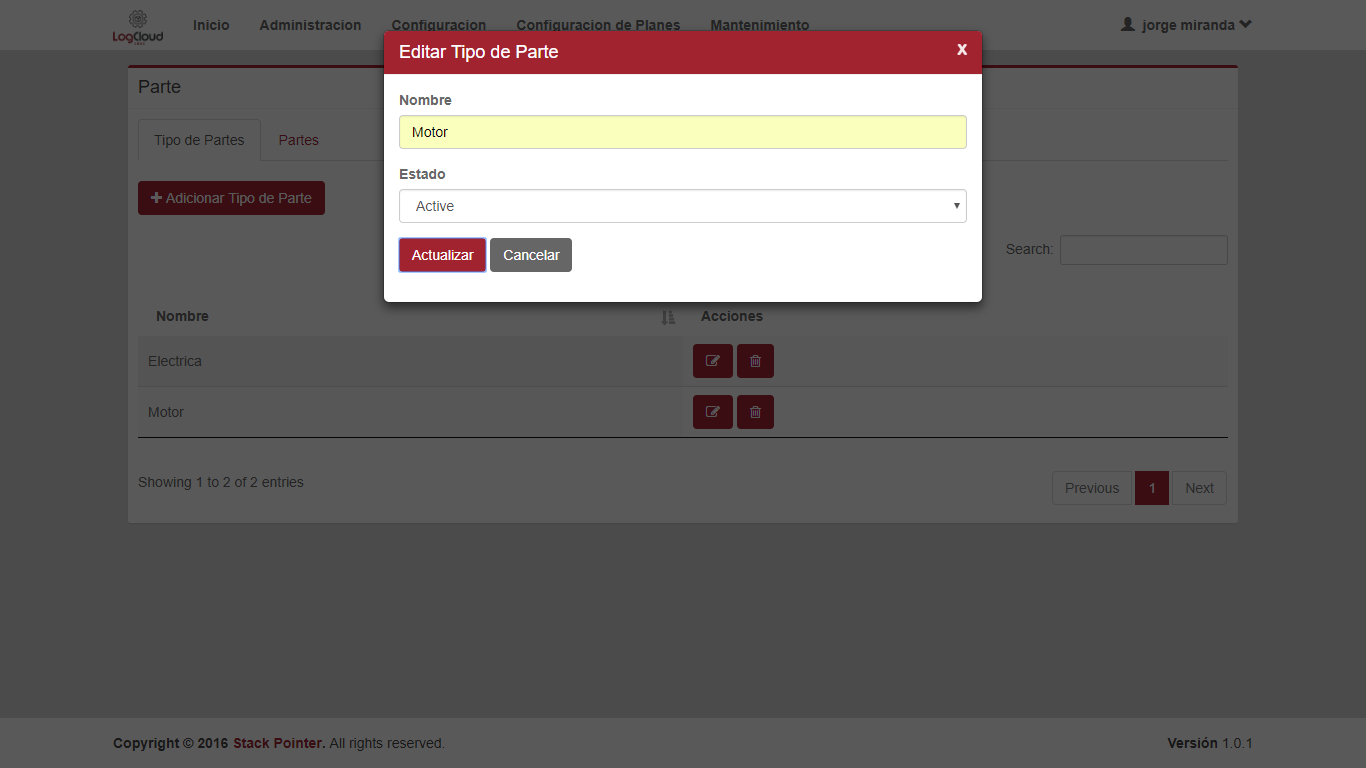 LogCloud
Inicio Administracion Configuracion Configuracion de Planes Mantenimiento jorge miranda
Editar Tipo de Parte x
Parte
Nombre
Motor
Tipo de Partes Partes
Estado
Active
Adicionar Tipo de Parte
Search:
Actualizar Cancelar
Nombre Acciones
Electrica
Motor
Showing 1 to 2 of 2 entries
Previous 1 Next
Copyright © 2016 Stack Pointer. All rights reserved.
Versión 1.0.1